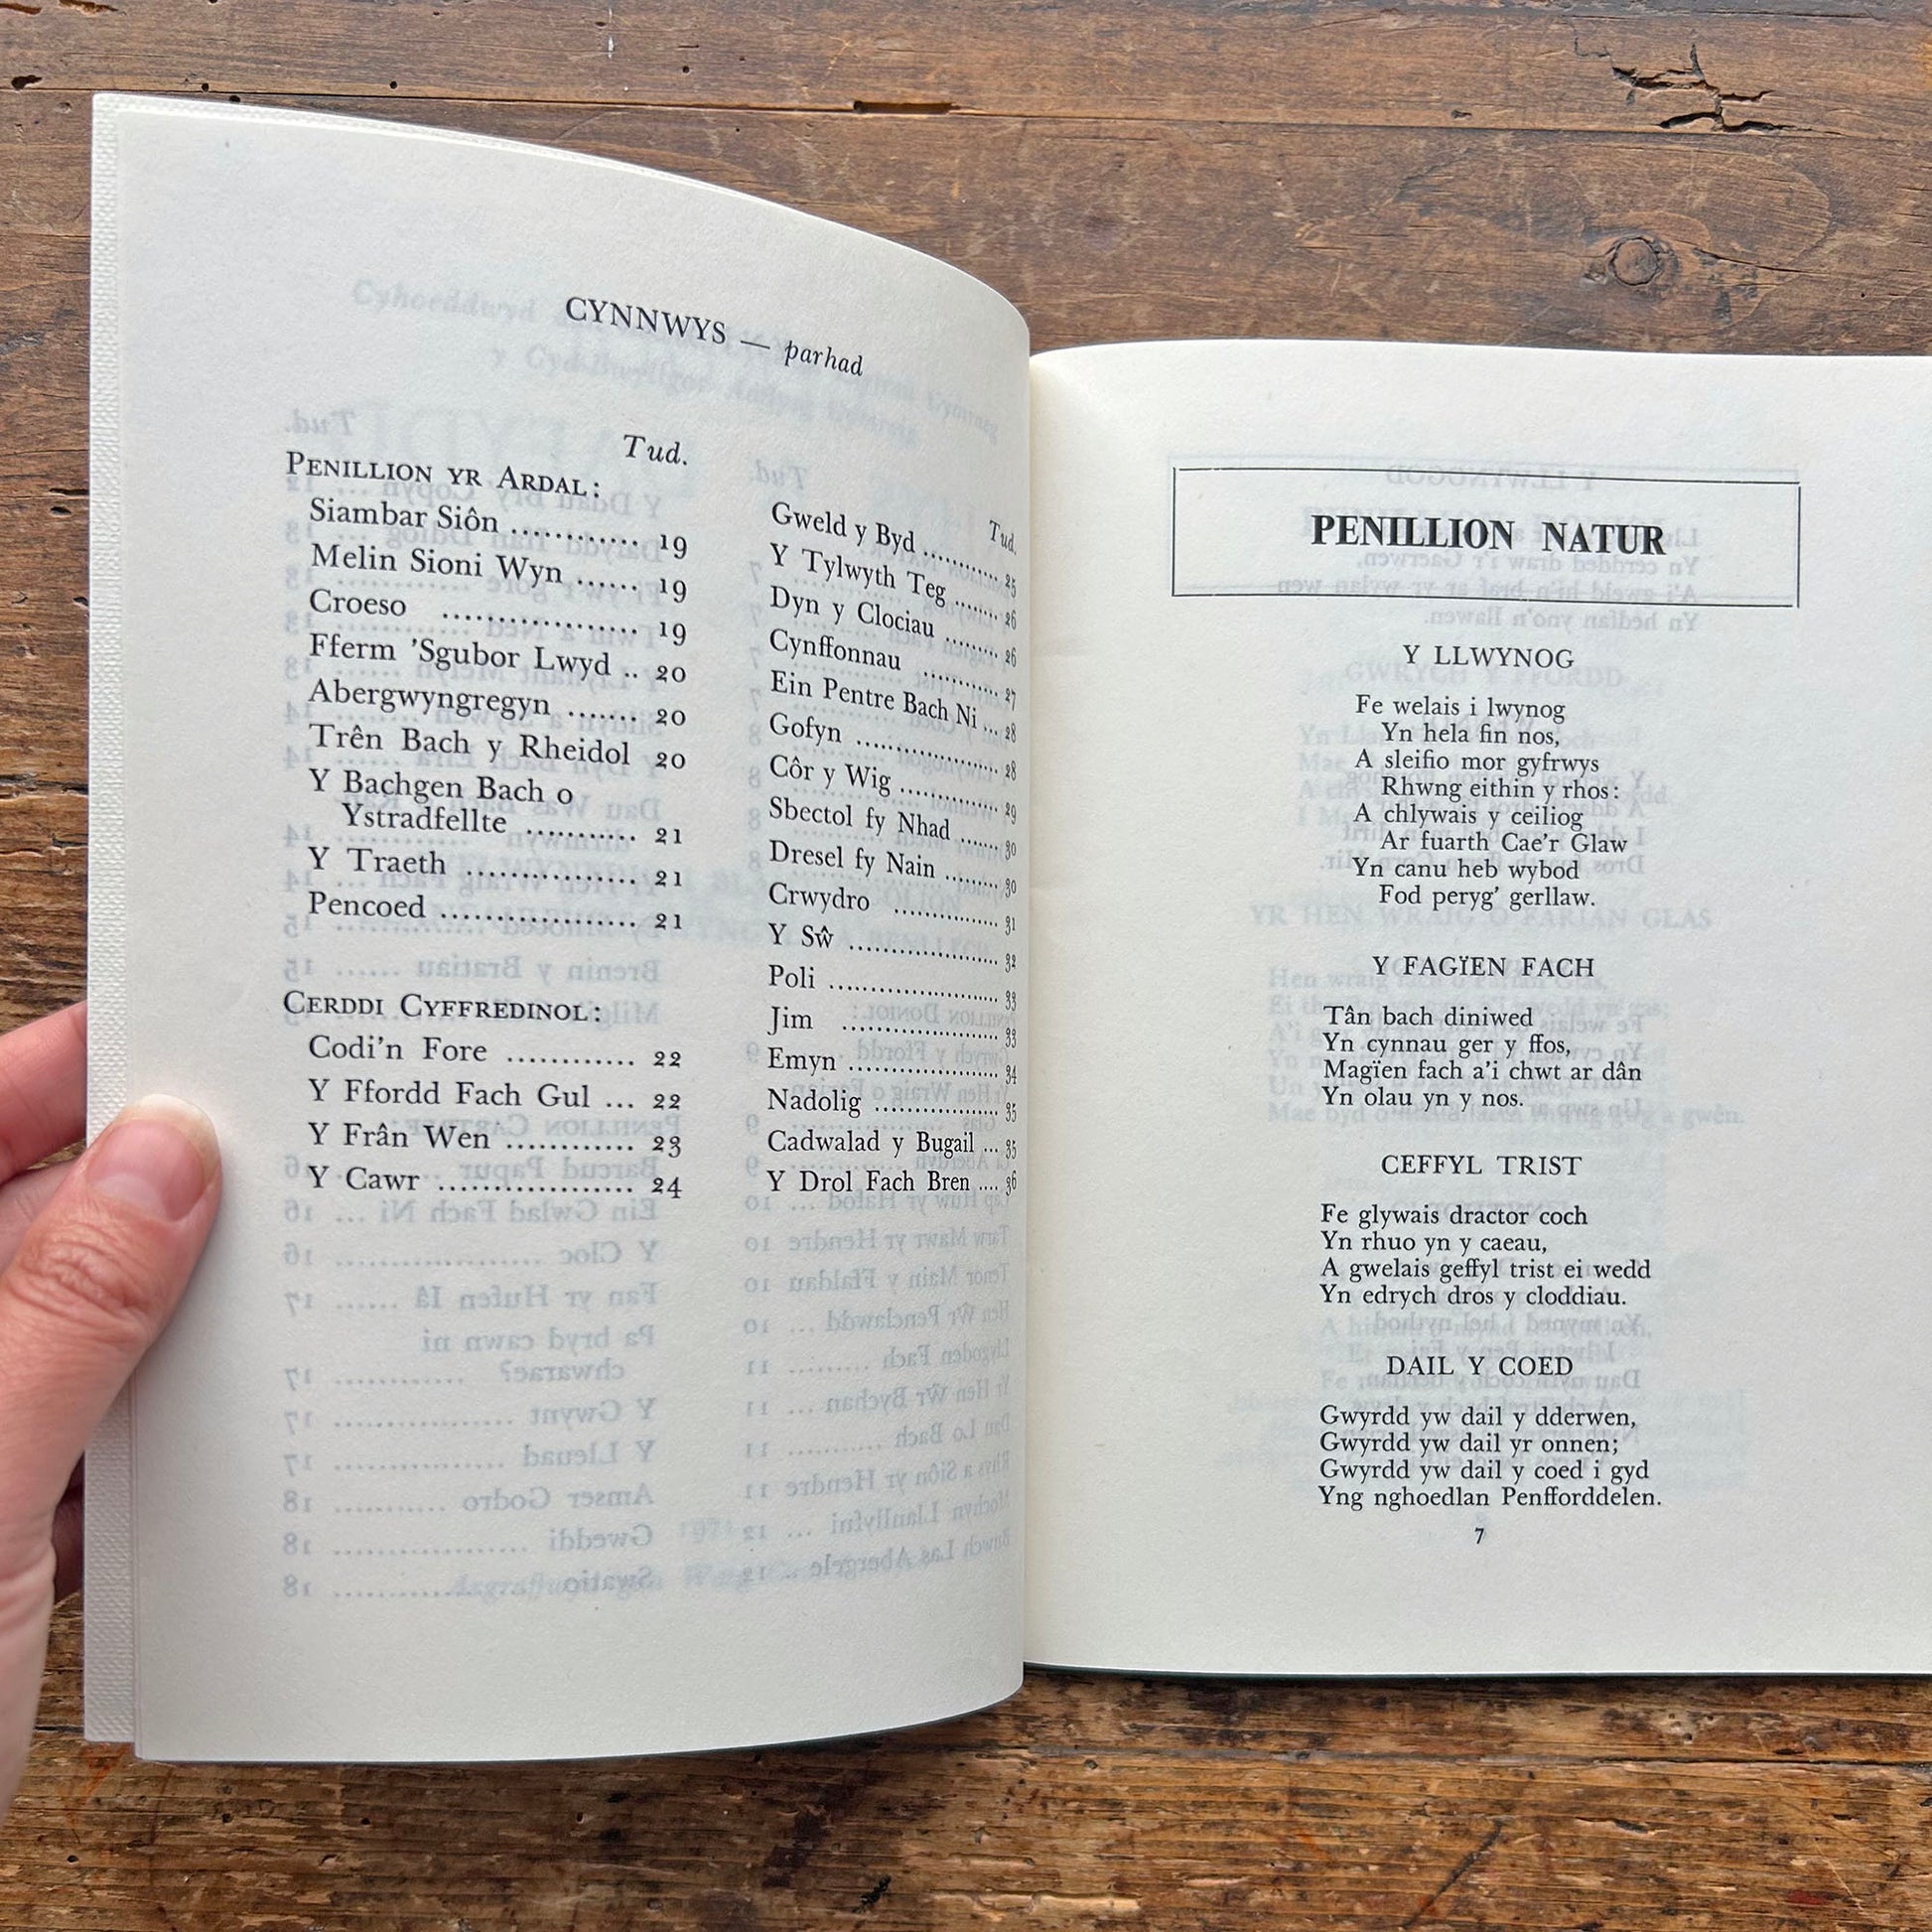 CYNNWYS — parhad
Tud.
PENILLION YR ARDAL:
Siambar Siôn ............ 19
Melin Sioni Wyn ...... 19
Croeso .................. 19
Fferm 'Sgubor Lwyd .. 20
Abergwyngregyn ....... 20
Trên Bach y Rheidol 20
Y Bachgen Bach o
Ystradfellte ........... 21
Y Traeth ................ 21
Pencoed .................. 21
CERDDI CYFFREDINOL:
Codi'n Fore ............ 22
Y Ffordd Fach Gul ... 22
Y Frân Wen ............ 23
Y Cawr .................. 24
Tud.
Gweld y Byd .......... 25
Y Tylwyth Teg ........ 26
Dyn y Clociau ........ 26
Cynffonnau ........... 27
Ein Pentre Bach Ni ... 28
Gofyn .................. 28
Côr y Wig .............. 29
Sbectol fy Nhad ....... 30
Dresel fy Nain ......... 30
Crwydro ............... 31
Y Sŵ .................... 32
Poli ...................... 33
Jim ...................... 33
Emyn .................... 34
Nadolig ................. 35
Cadwalad y Bugail ... 35
Y Drol Fach Bren .... 36
PENILLION NATUR
Y LLWYNOG
Fe welais i lwynog
Yn hela fin nos,
A sleifio mor gyfrwys
Rhwng eithin y rhos:
A chlywais y ceiliog
Ar fuarth Cae'r Glaw
Yn canu heb wybod
Fod peryg' gerllaw.
Y FAGÏEN FACH
Tân bach diniwed
Yn cynnau ger y ffos,
Magïen fach a'i chwt ar dân
Yn olau yn y nos.
CEFFYL TRIST
Fe glywais dractor coch
Yn rhuo yn y caeau,
A gwelais geffyl trist ei wedd
Yn edrych dros y cloddiau.
DAIL Y COED
Gwyrdd yw dail y dderwen,
Gwyrdd yw dail yr onnen;
Gwyrdd yw dail y coed i gyd
Yng nghoedlan Penfforddelen.
7